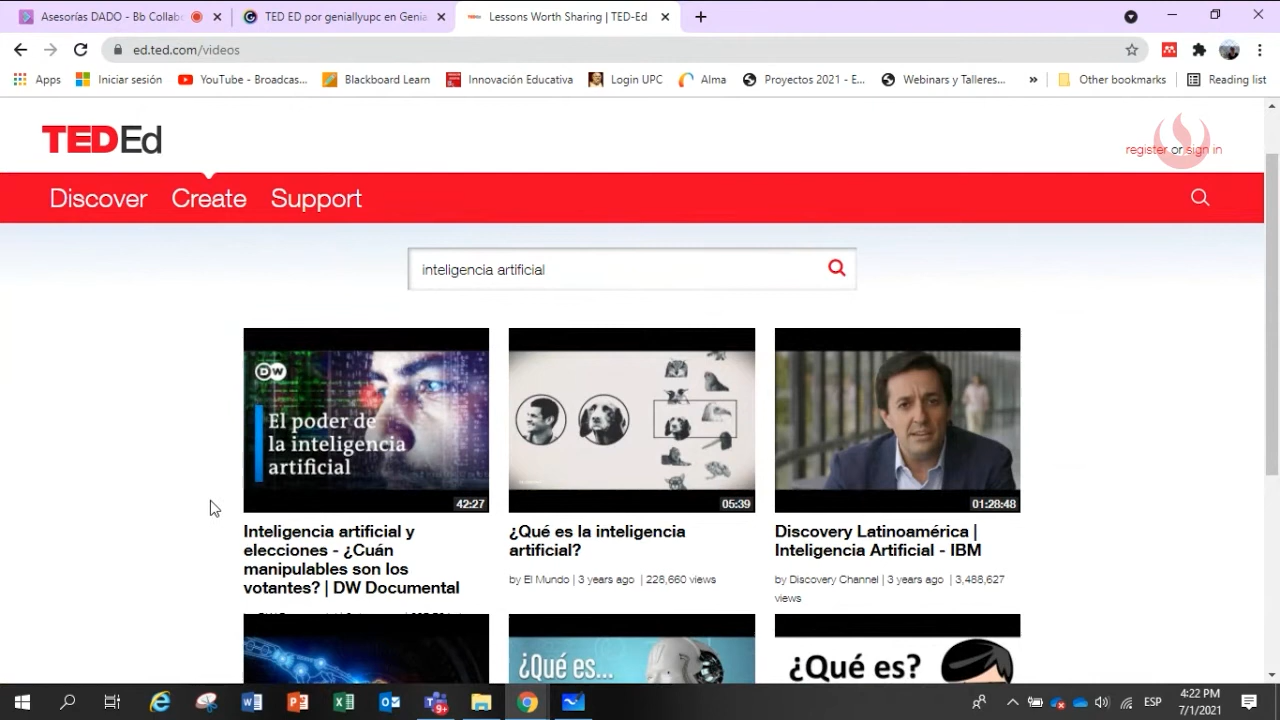 Asesorías DADO - Bb Collab
TED ED por geniallyupc en Genia
Lessons Worth Sharing | TED-Ed
ed.ted.com/videos
Apps
Iniciar sesión
YouTube - Broadcas...
Blackboard Learn
Innovación Educativa
Login UPC
Alma
Proyectos 2021 - E...
Webinars y Talleres...
»
Other bookmarks
Reading list
TEDEd
register or sign in
Discover Create Support
inteligencia artificial
DW
El poder de
la inteligencia
artificial
42:27
05:39
01:28:48
Inteligencia artificial y
elecciones - ¿Cuán
manipulables son los
votantes? | DW Documental
¿Qué es la inteligencia
artificial?
by El Mundo | 3 years ago | 228,660 views
Discovery Latinoamérica |
Inteligencia Artificial - IBM
by Discovery Channel | 3 years ago | 3,488,627
views
¿Qué es...
¿Qué es?
9+
ESP
4:22 PM
7/1/2021